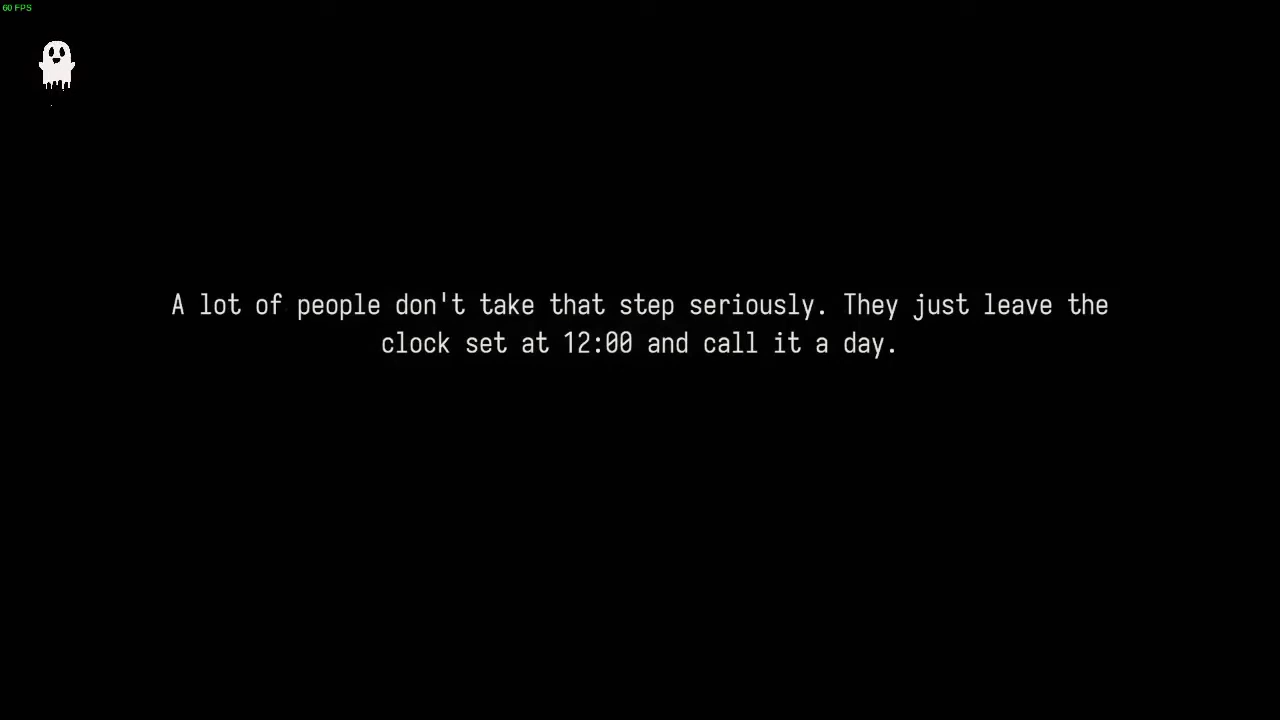 60 FPS
A lot of people don't take that step seriously. They just leave the
clock set at 12:00 and call it a day.